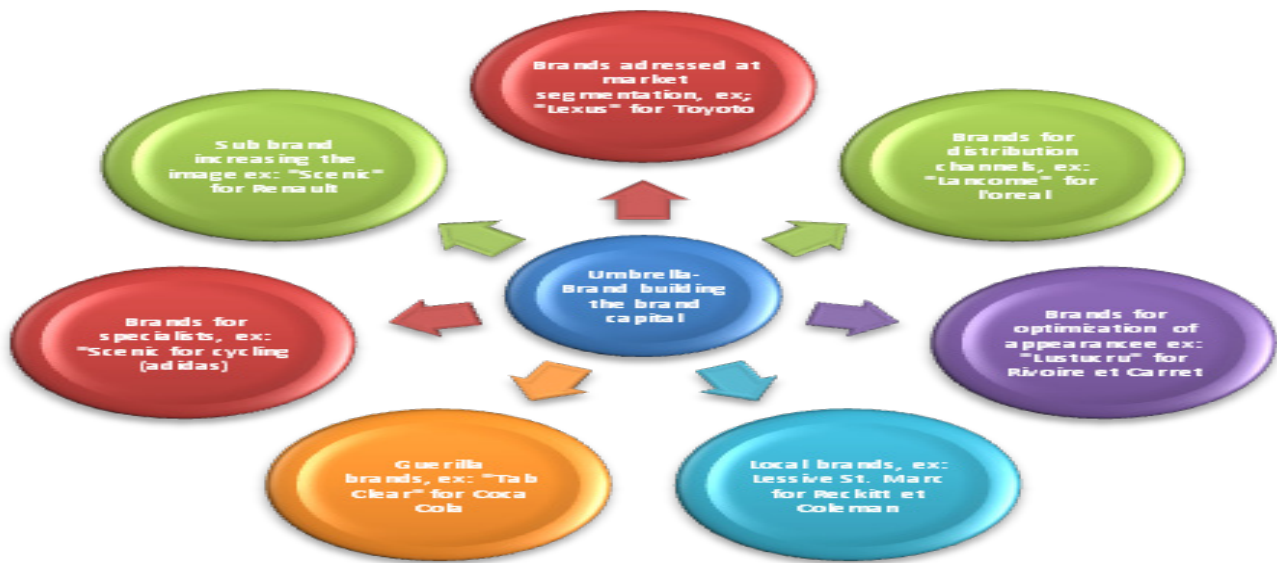 Brands adressed at
market
segmentation, ex;
"Lexus" for Toyoto
Sub brand
increasing the
image ex: "Scenic"
for Renault
Brands for
distribution
channels, ex:
"Lancome" for
l'oreal
Umbrella-
Brand building
the brand
capital
Brands for
specialists, ex:
"Scenic for cycling
(adidas)
Brands for
optimization of
appearancee ex:
"Lustucru" for
Rivoire et Carret
Guerilla
brands, ex: "Tab
Clear" for Coca
Cola
Local brands, ex:
Lessive St. Marc
for Reckitt et
Coleman